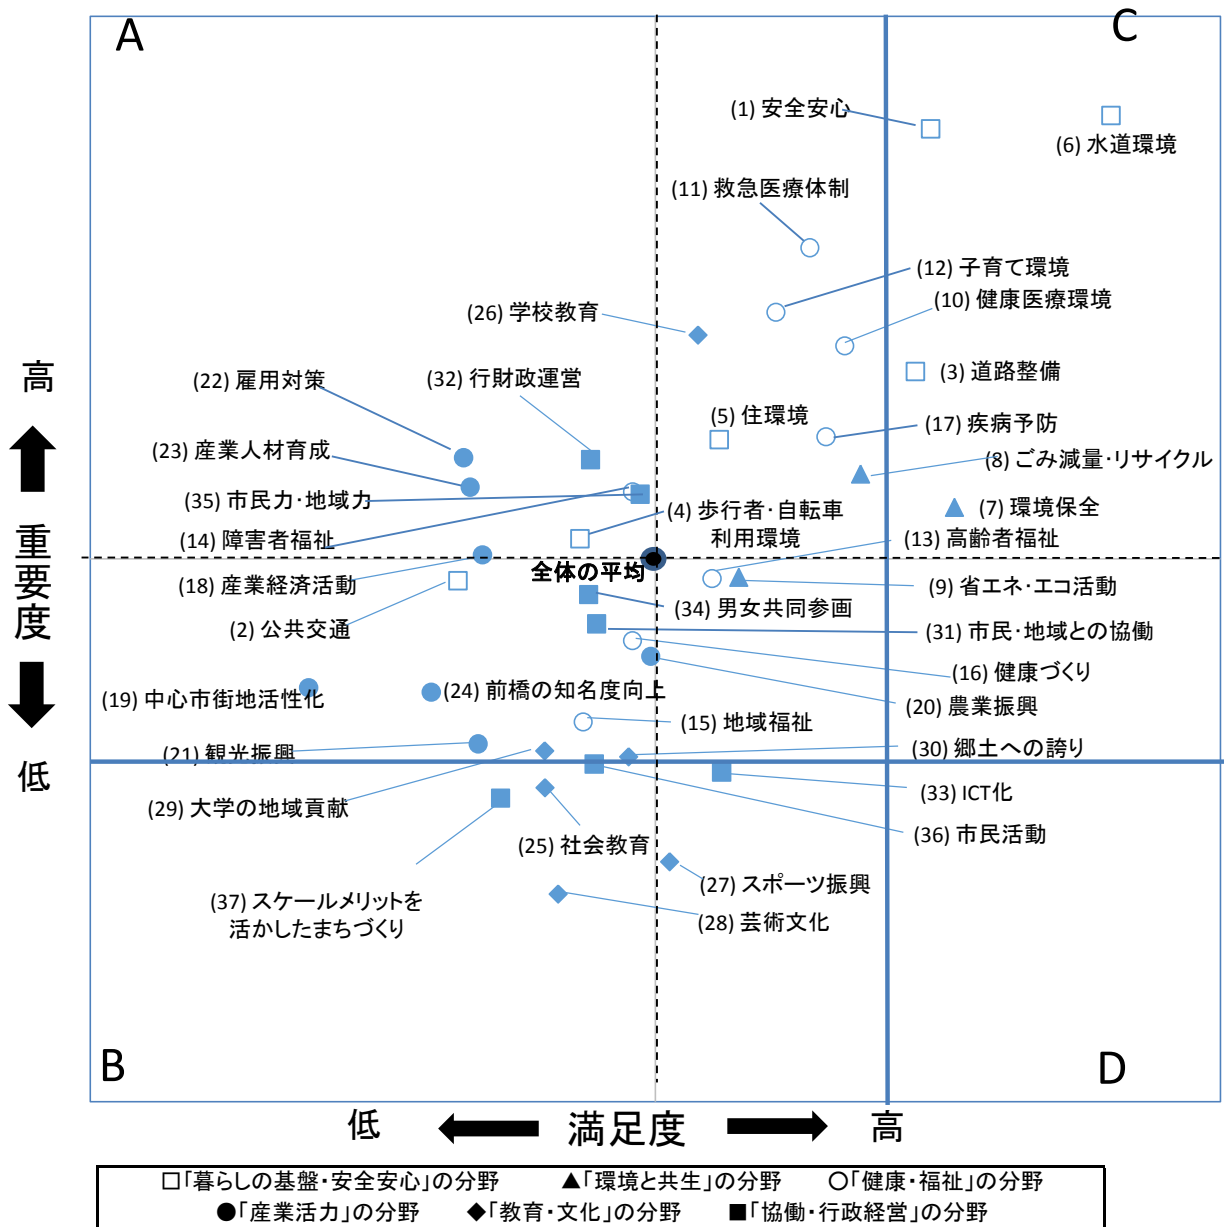 A
C
(1) 安全安心
(6) 水道環境
(11) 救急医療体制
(12) 子育て環境
(10) 健康医療環境
(26) 学校教育
高
(22) 雇用対策
(32) 行財政運営
(3) 道路整備
(5) 住環境
(17) 疾病予防
(23) 産業人材育成
(8) ごみ減量・リサイクル
(35) 市民力・地域力
(4) 歩行者・自転車
利用環境
(7) 環境保全
(14) 障害者福祉
(13) 高齢者福祉
重要度
全体の平均
(18) 産業経済活動
(9) 省エネ・エコ活動
(34) 男女共同参画
(2) 公共交通
(31) 市民・地域との協働
(16) 健康づくり
(19) 中心市街地活性化
(24) 前橋の知名度向上
(20) 農業振興
(15) 地域福祉
(21) 観光振興
(30) 郷土への誇り
低
(33) ICT化
(29) 大学の地域貢献
(36) 市民活動
(25) 社会教育
(27) スポーツ振興
(37) スケールメリットを
活かしたまちづくり
(28) 芸術文化
B
D
低 満足度 高
□「暮らしの基盤・安全安心」の分野 ▲「環境と共生」の分野 ○「健康・福祉」の分野
●「産業活力」の分野 ◆「教育・文化」の分野 ■「協働・行政経営」の分野